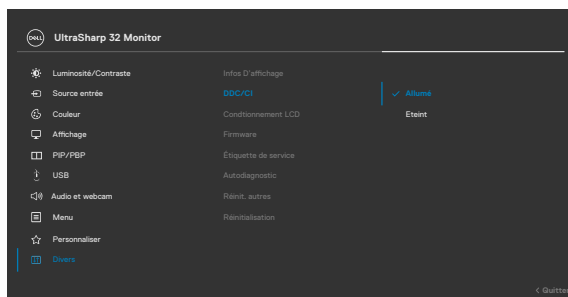 DELL UltraSharp 32 Monitor
Luminosité/Contraste Infos D'affichage
Source entrée DDC/CI Allumé
Couleur Condtionnement LCD Eteint
Affichage Firmware
PIP/PBP Étiquette de service
USB Autodiagnostic
Audio et webcam Réinit. autres
Menu Réinitialisation
Personnaliser
Divers
< Quitter